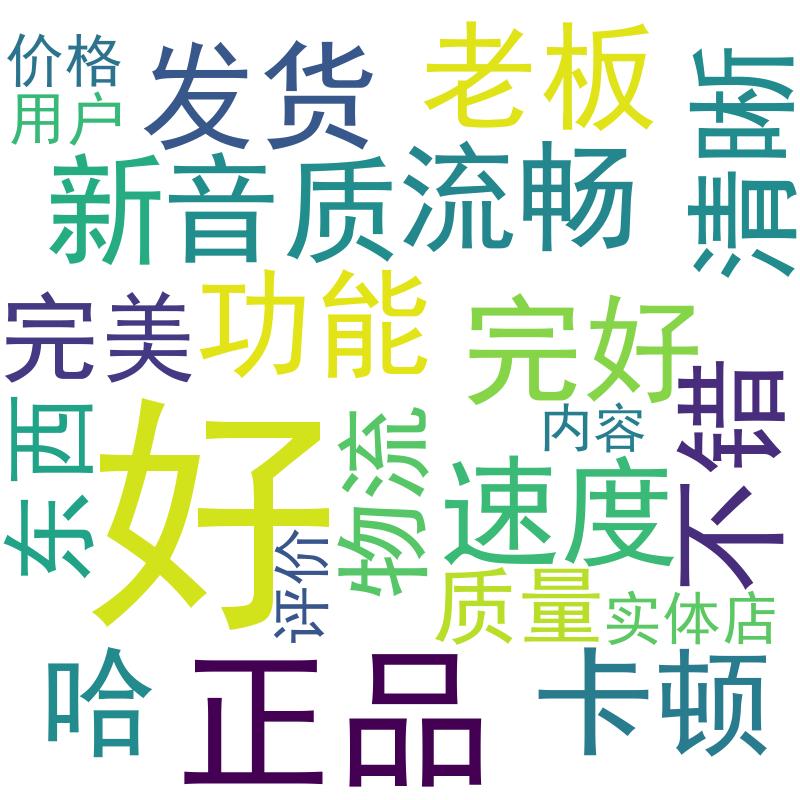 价格
发货
老板
清晰
用户
新
音质
流畅
完美
功能
完好
不错
东西
好
物流
内容
速度
评价
质量
实体店
哈
正品
卡顿